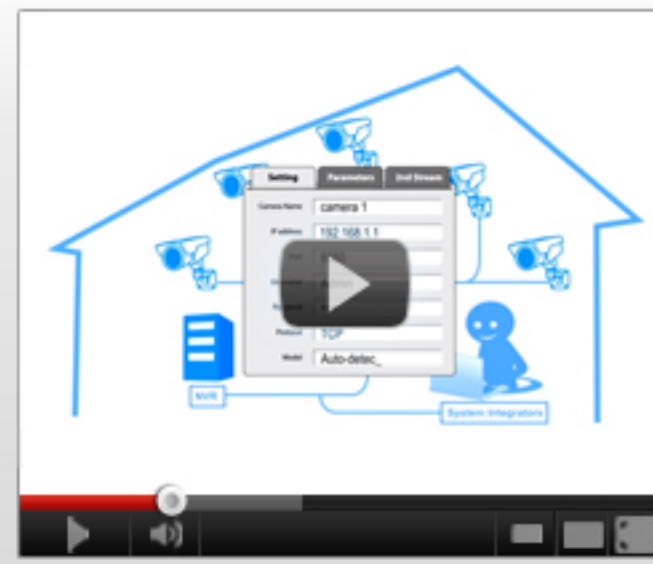 Setting Parameters 2nd Stream
Camera Name camera 1
IP address 192.168.1.1
Protocol TCP
Model Auto-detec_
NVR
System Integrators